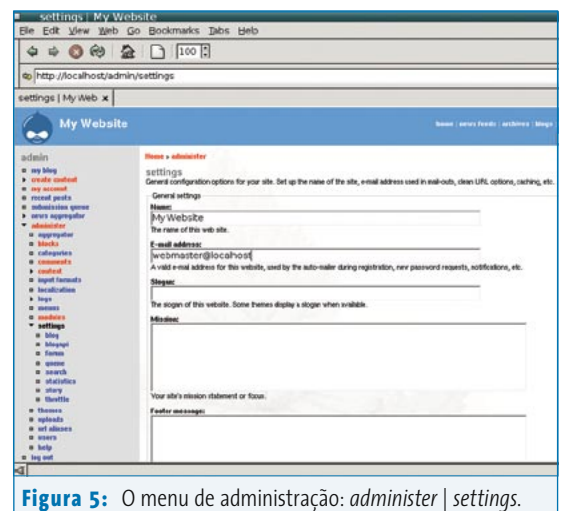 settings | My Website
File Edit View Web Go Bookmarks Tabs Help
100
http://localhost/admin/settings
settings | My Web x
My Website
home | news feeds | archives | blogs
admin
my blog
create content
my account
recent posts
submission queue
news aggregator
administer
aggregator
blocks
categories
comments
content
input formats
localization
logs
menus
modules
settings
blog
blogapi
forum
queue
search
statistics
story
throttle
themes
uploads
url aliases
users
help
log out
Home » administer
settings
General configuration options for your site. Set up the name of the site, e-mail address used in mail-outs, clean URL options, caching, etc.
General settings
Name:
My Website
The name of this web site.
E-mail address:
webmaster@localhost
A valid e-mail address for this website, used by the auto-mailer during registration, new password requests, notifications, etc.
Slogan:
The slogan of this website. Some themes display a slogan when available.
Mission:
Your site's mission statement or focus.
Footer message:
Figura 5: O menu de administração: administer | settings.